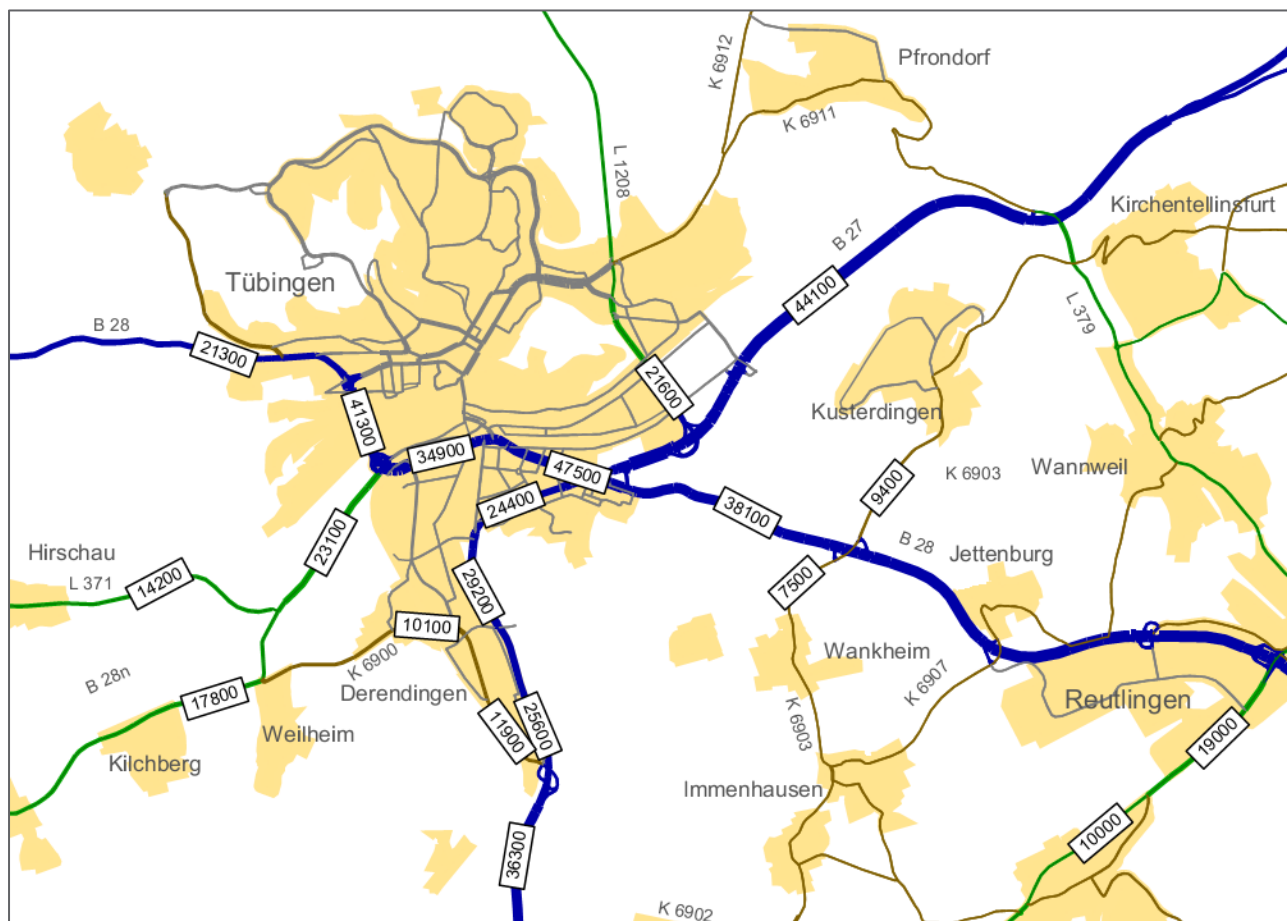 Pfrondorf
K 6912
K 6911
L 1208
Kirchentellinsfurt
B 27
Tübingen
44100
B 28
21300
L 379
21600
Kusterdingen
41300
34900
47500
Wannweil
K 6903
9400
24400
38100
B 28
Jettenburg
23100
Hirschau
L 371
14200
7500
29200
10100
Wankheim
K 6900
B 28n
17800
Derendingen
K 6907
Reutlingen
K 6903
25600
11900
Weilheim
19000
Kilchberg
Immenhausen
10000
36300
K 6902